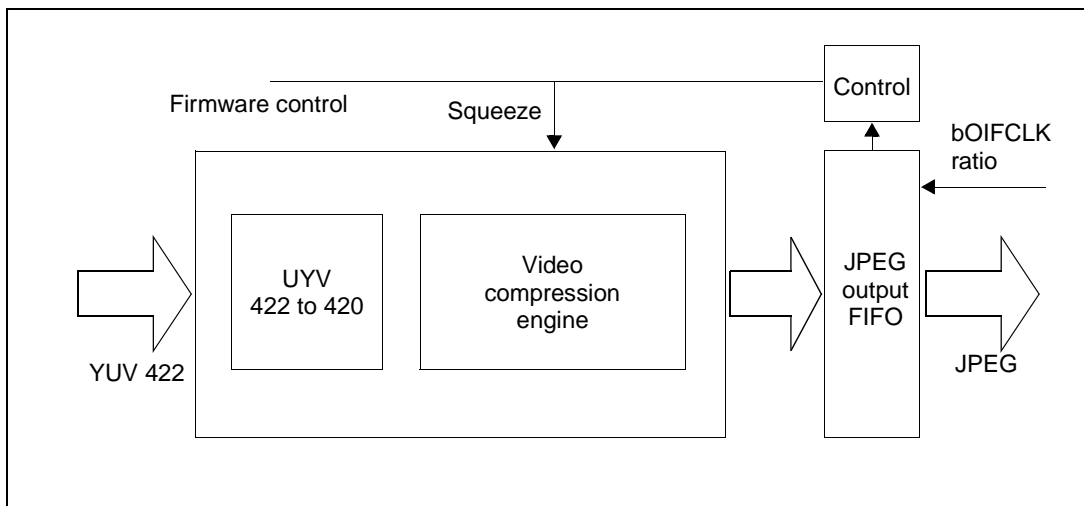 Control
Firmware control
Squeeze
bOIFCLK
ratio
UYV
422 to 420
Video
compression
engine
JPEG
output
FIFO
YUV 422
JPEG